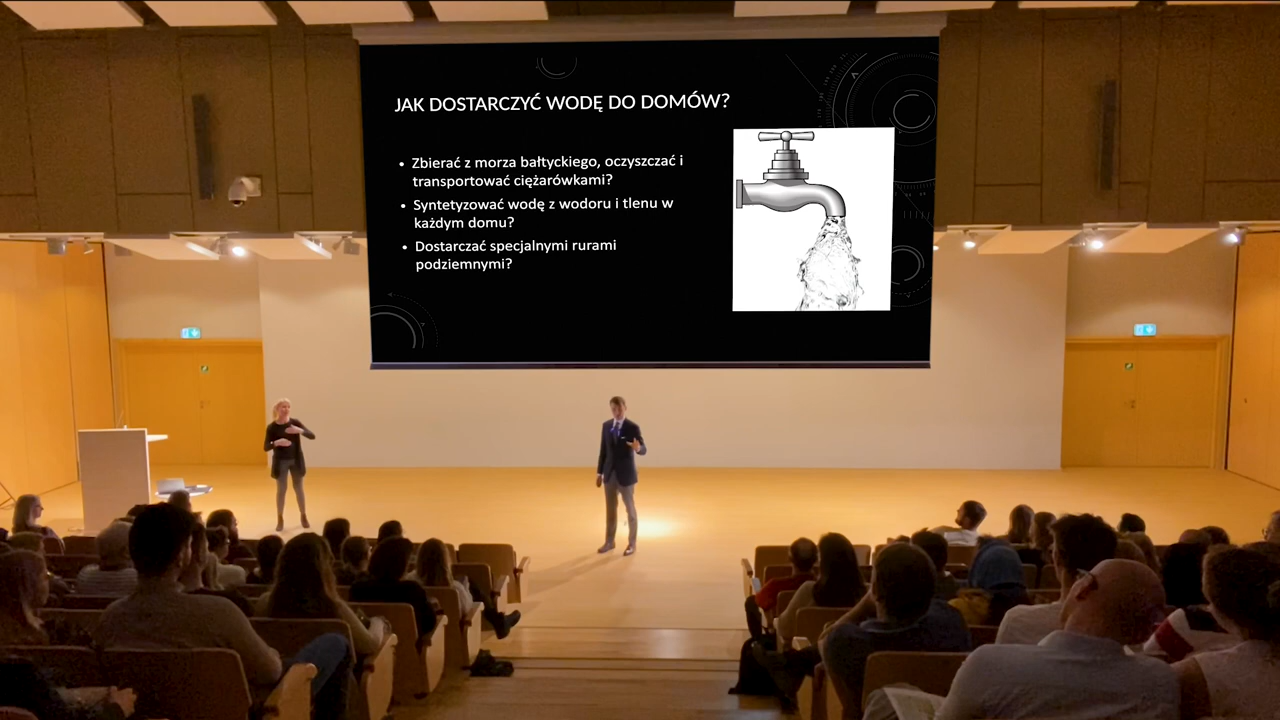 JAK DOSTARCZYĆ WODĘ DO DOMÓW?
• Zbierać z morza bałtyckiego, oczyszczać i
transportować ciężarówkami?
• Syntetyzować wodę z wodoru i tlenu w
każdym domu?
• Dostarczać specjalnymi rurami
podziemnymi?